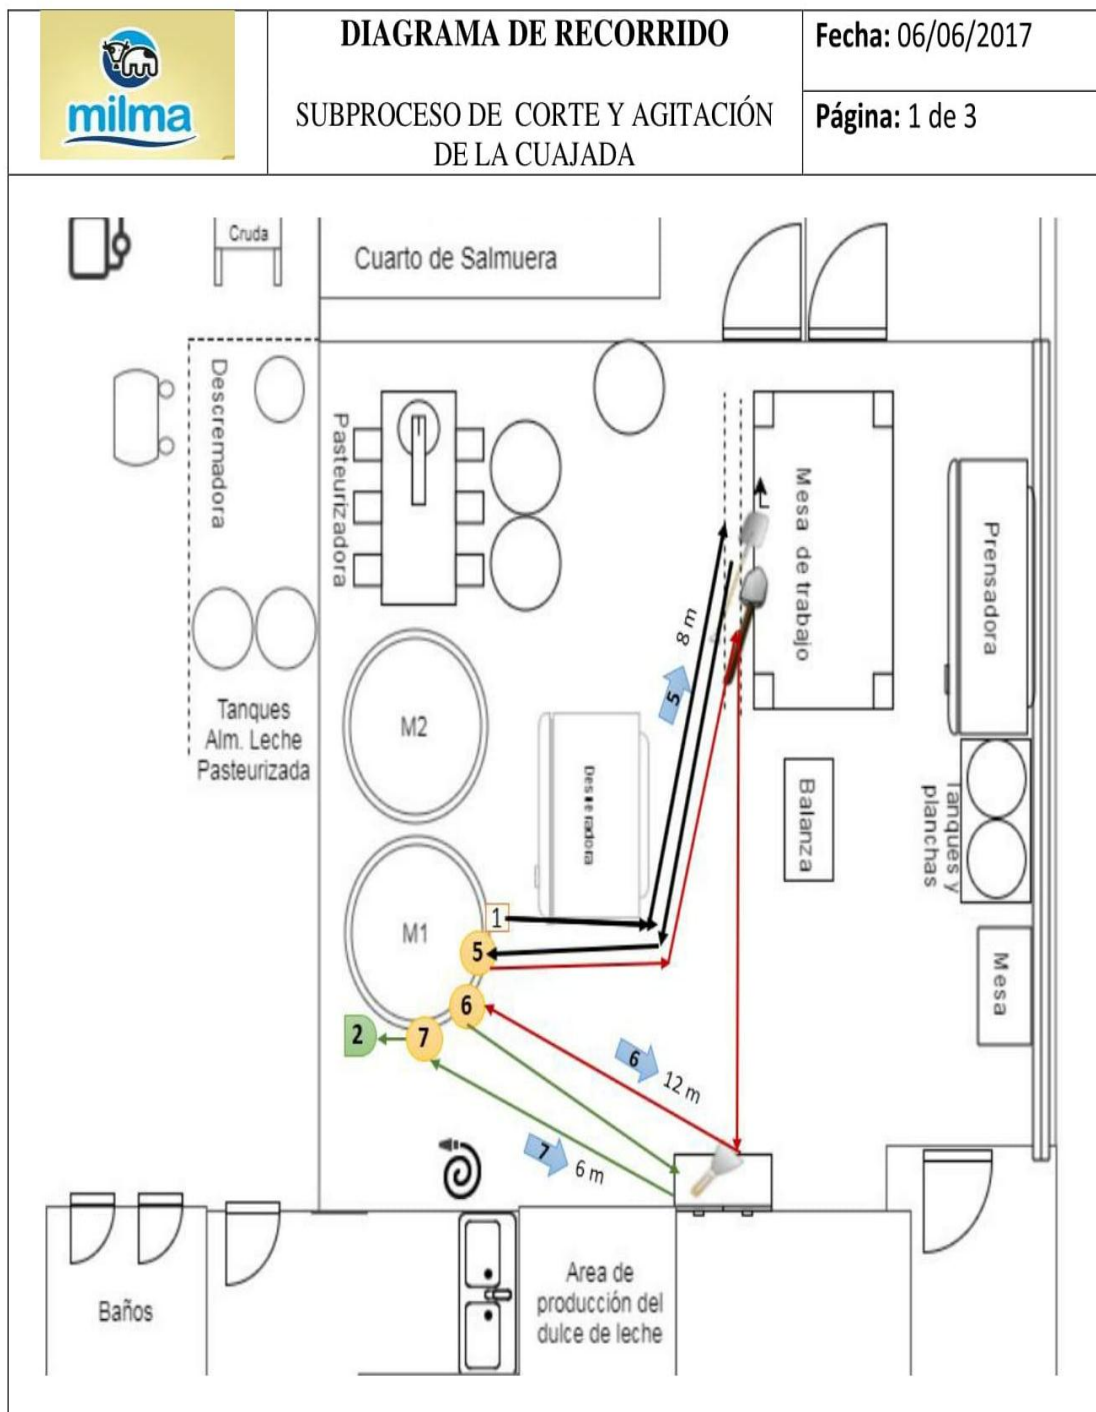 milma
DIAGRAMA DE RECORRIDO
SUBPROCESO DE CORTE Y AGITACIÓN
DE LA CUAJADA
Fecha: 06/06/2017
Página: 1 de 3
Cruda
Cuarto de Salmuera
Descremadora
Pasteurizadora
Mesa de trabajo
Prensadora
8 m
5
Tanques
Alm. Leche
Pasteurizada
M2
Balanza
Tanques y
planchas
1
M1
5
Mesa
6
2
7
6
12 m
7
6 m
Baños
Area de
producción del
dulce de leche